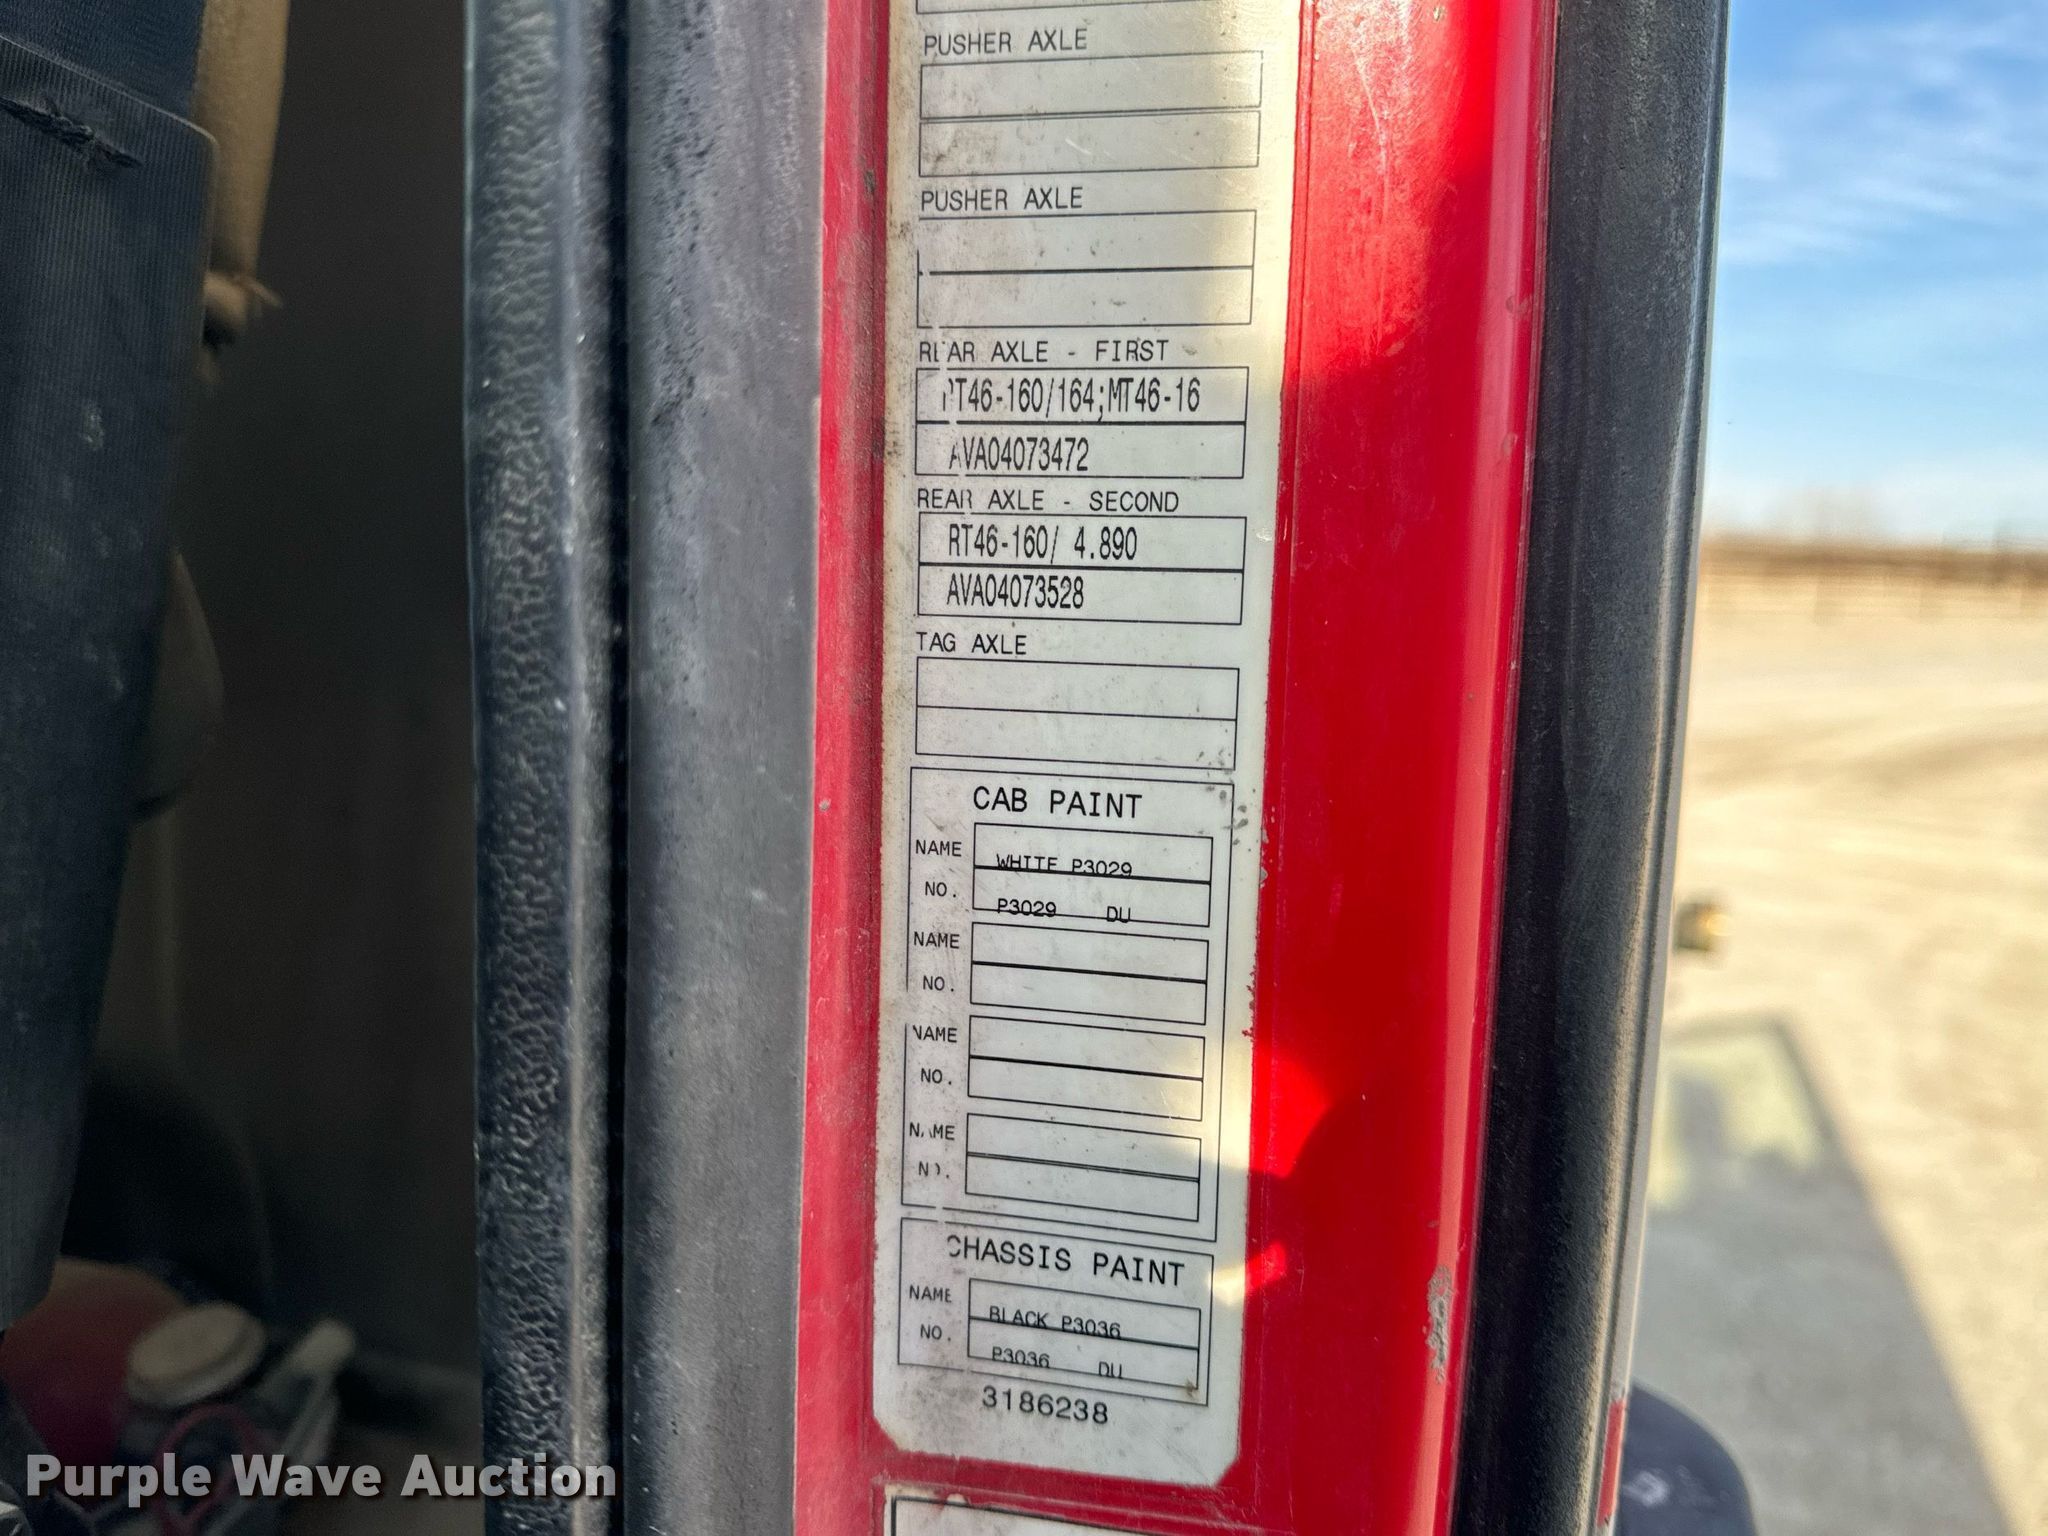 PUSHER AXLE
PUSHER AXLE
REAR AXLE - FIRST
RT46-160/164;MT46-16
AVA04073472
REAR AXLE - SECOND
RT46-160/ 4.890
AVA04073528
TAG AXLE
CAB PAINT
NAME WHITE P3029
NO. P3029 DU
NAME
NO.
NAME
NO.
NAME
NO.
CHASSIS PAINT
NAME BLACK P3036
NO. P3036 DU
3186238
Purple Wave Auction